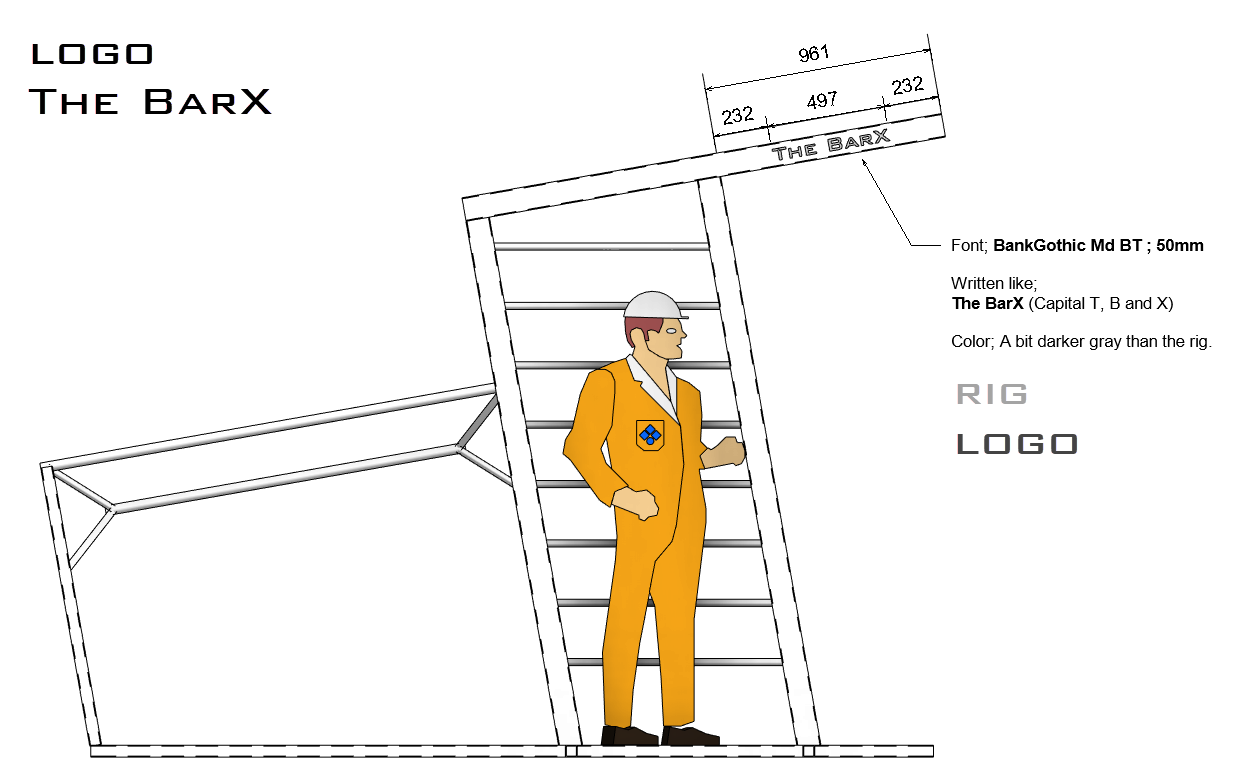 LOGO
The BarX
961
232
497
232
The BarX
Font; BankGothic Md BT ; 50mm
Written like;
The BarX (Capital T, B and X)
Color; A bit darker gray than the rig.
RIG
LOGO